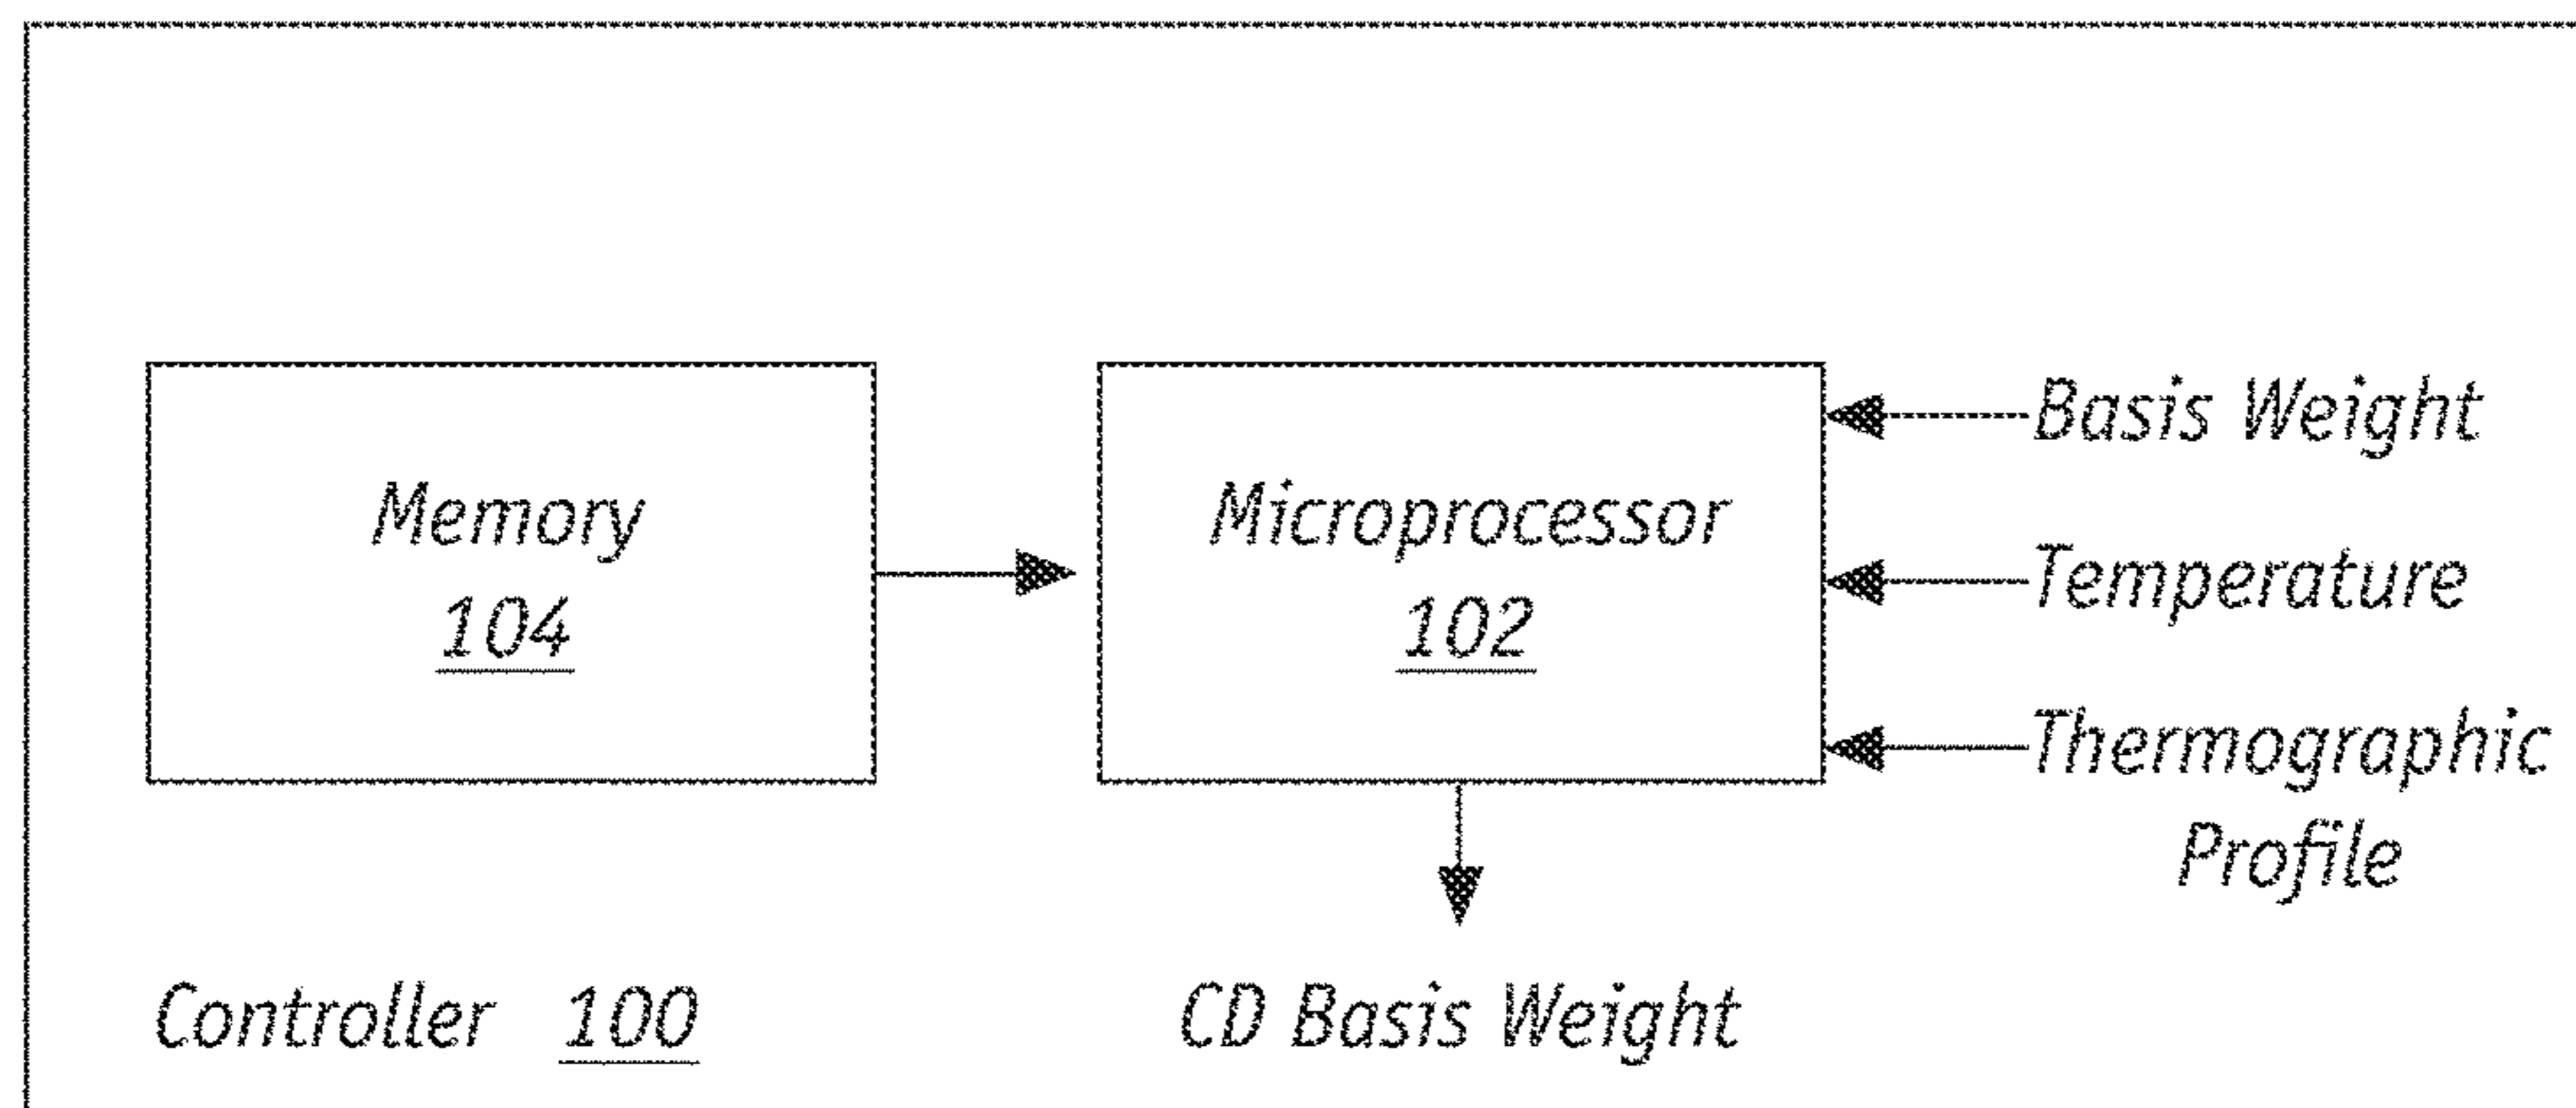 Memory
104
Microprocessor
102
Basis Weight
Temperature
Thermographic
Profile
Controller 100
CD Basis Weight